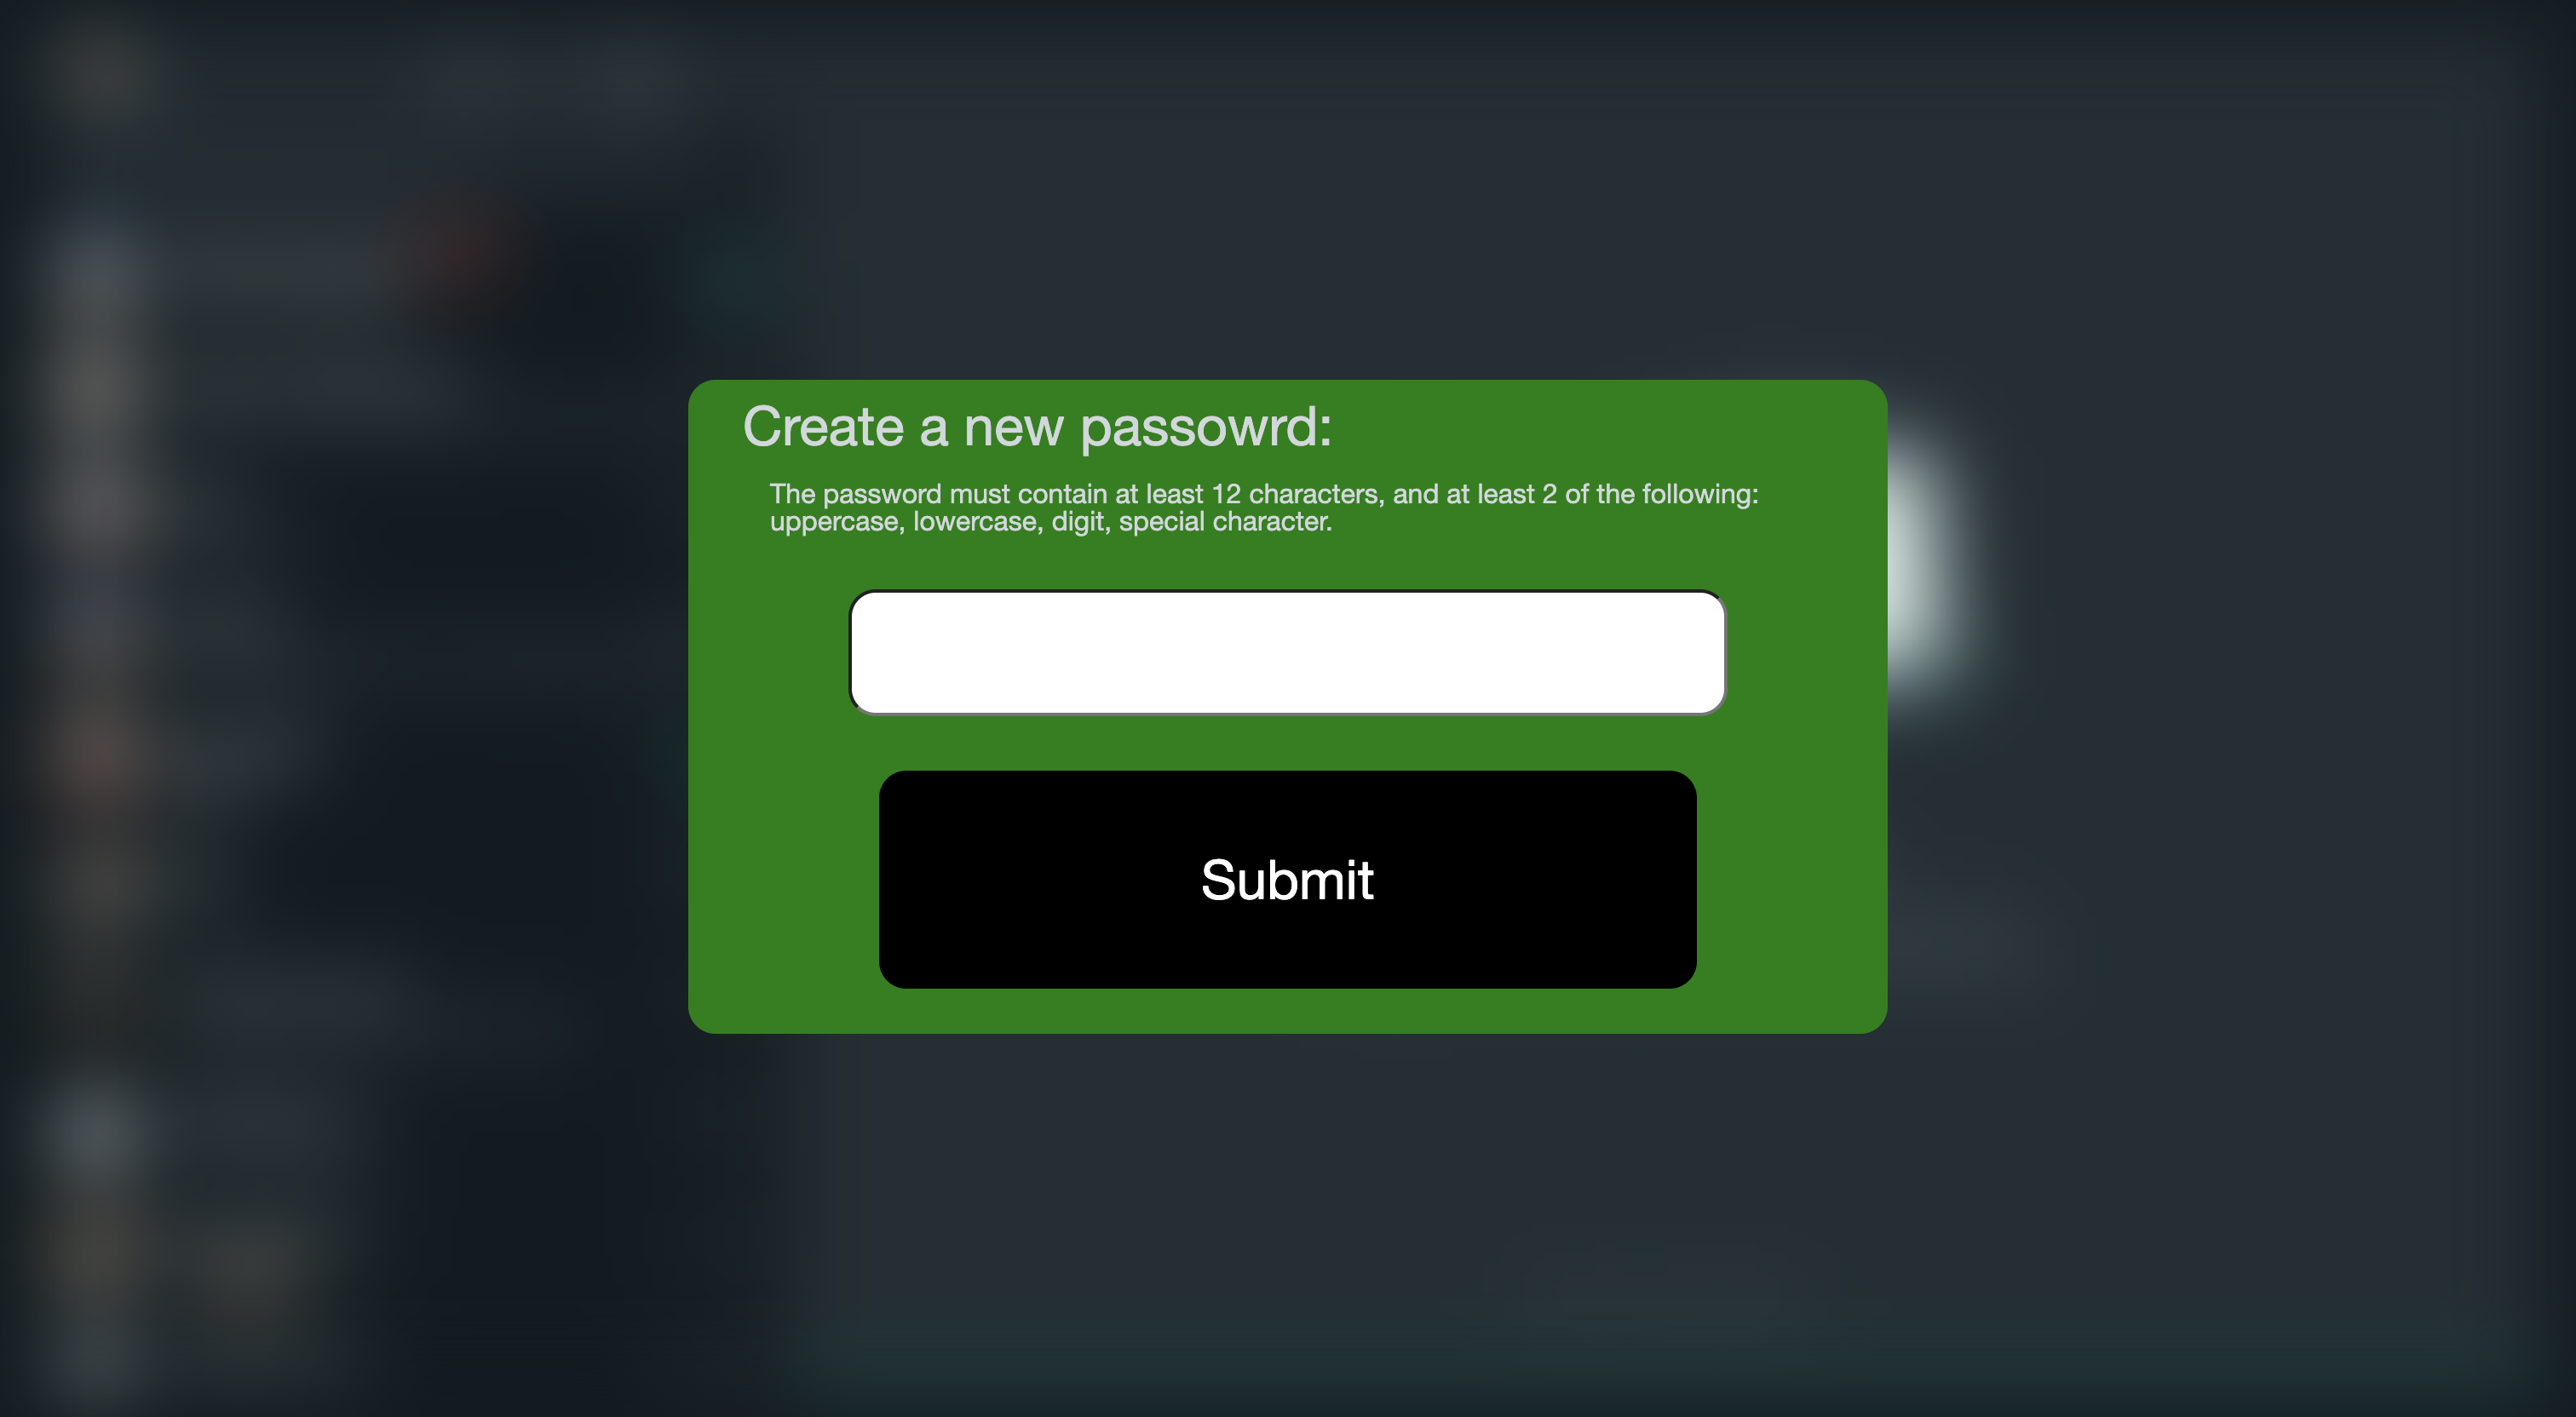 Create a new passowrd:
The password must contain at least 12 characters, and at least 2 of the following:
uppercase, lowercase, digit, special character.
Submit